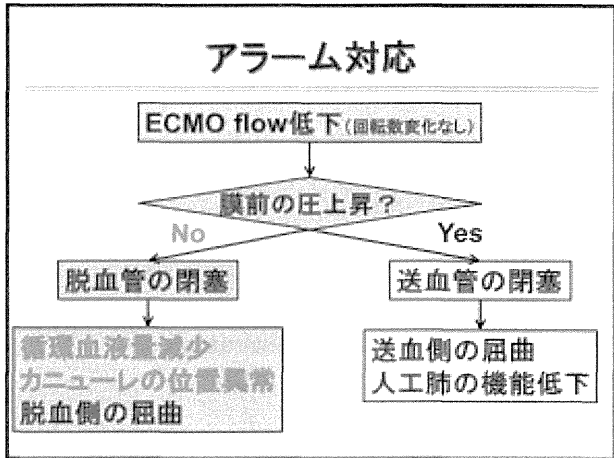 アラーム対応
ECMO flow低下(回転数変化なし)
膜前の圧上昇？
No
Yes
脱血管の閉塞
送血管の閉塞
循環血液量減少
カニューレの位置異常
脱血側の屈曲
送血側の屈曲
人工肺の機能低下